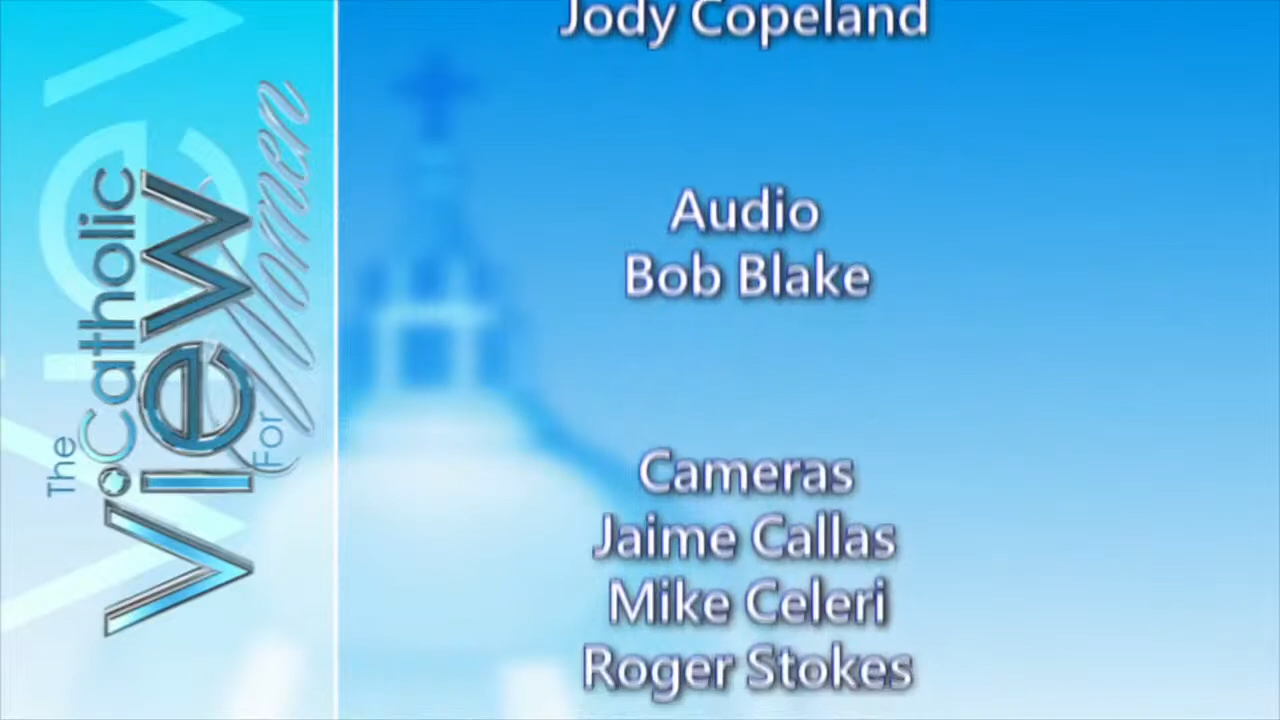 The Catholic
View
For Women
Jody Copeland
Audio
Bob Blake
Cameras
Jaime Callas
Mike Celeri
Roger Stokes